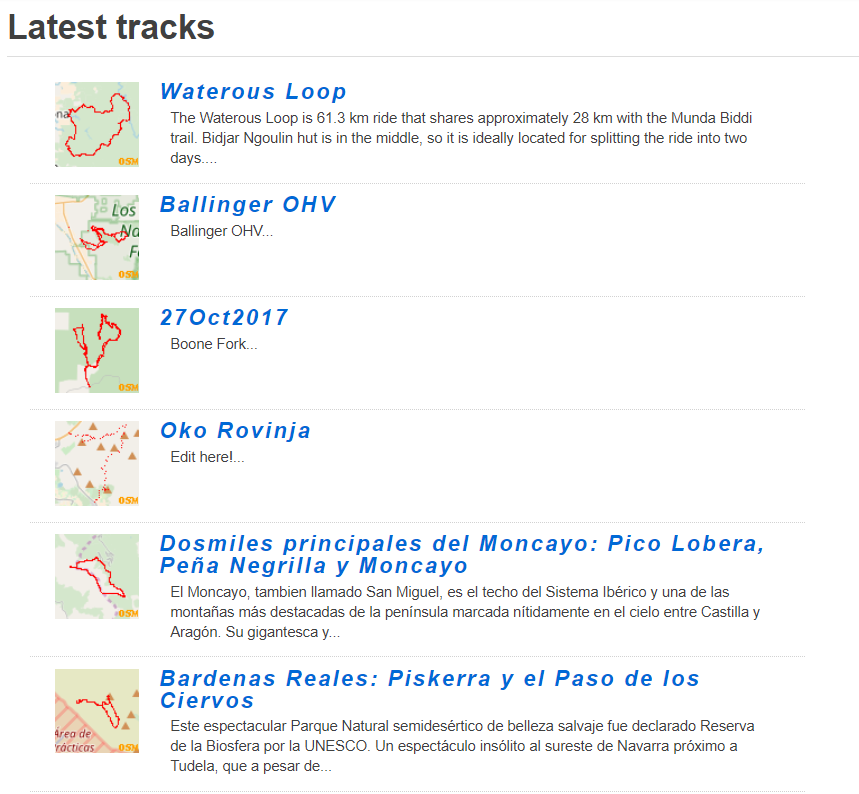 Latest tracks
Waterous Loop
The Waterous Loop is 61.3 km ride that shares approximately 28 km with the Munda Biddi
trail. Bidjar Ngoulin hut is in the middle, so it is ideally located for splitting the ride into two
days....
na
OSM
Ballinger OHV
Ballinger OHV...
Los
Na
F
OSM
27Oct2017
Boone Fork...
OSM
Oko Rovinja
Edit here!...
OSM
Dosmiles principales del Moncayo: Pico Lobera,
Peña Negrilla y Moncayo
El Moncayo, tambien llamado San Miguel, es el techo del Sistema Ibérico y una de las
montañas más destacadas de la península marcada nítidamente en el cielo entre Castilla y
Aragón. Su gigantesca y...
OSM
Bardenas Reales: Piskerra y el Paso de los
Ciervos
Este espectacular Parque Natural semidesértico de belleza salvaje fue declarado Reserva
de la Biosfera por la UNESCO. Un espectáculo insólito al sureste de Navarra próximo a
Tudela, que a pesar de...
Área de
rácticas
OSM